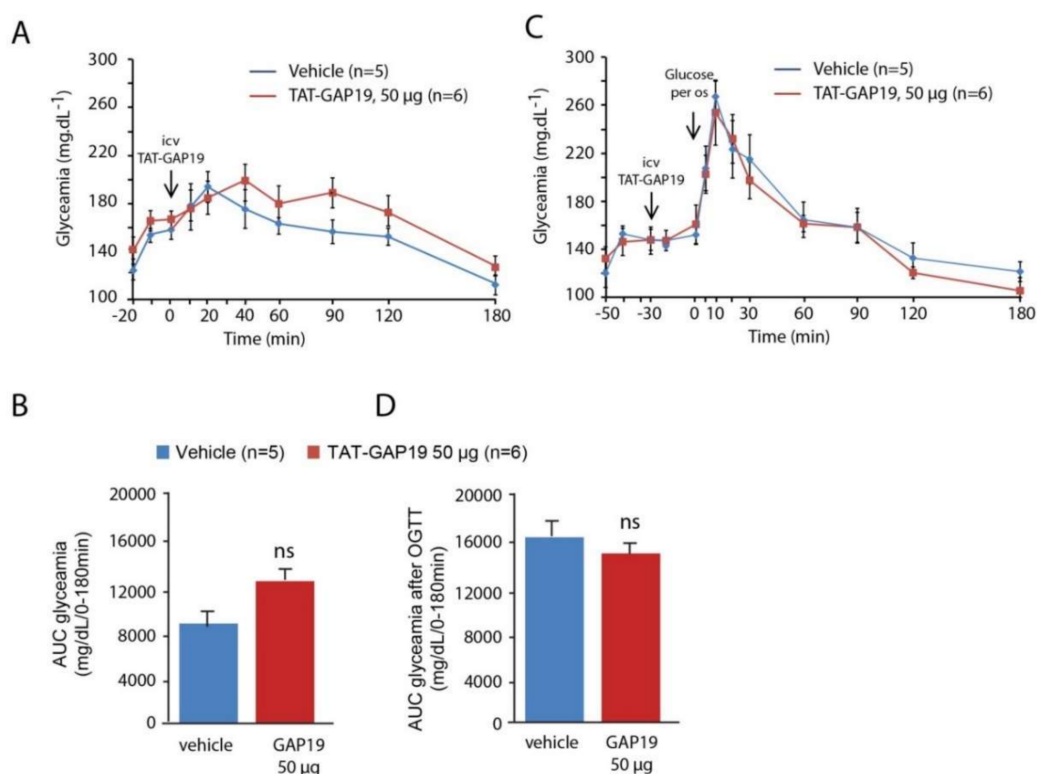 A
300
260
220
180
140
100
Glyceamia (mg.dL⁻¹)
Vehicle (n=5)
TAT-GAP19, 50 µg (n=6)
icv
TAT-GAP19
-20 0 20 40 60 90 120 180
Time (min)
C
300
260
220
180
140
100
Glyceamia (mg.dL⁻¹)
Vehicle (n=5)
TAT-GAP19, 50 µg (n=6)
Glucose
per os
icv
TAT-GAP19
-50 -30 0 10 30 60 90 120 180
Time (min)
B
D
Vehicle (n=5) TAT-GAP19 50 µg (n=6)
20000
16000
12000
8000
4000
0
AUC glyceamia
(mg/dL/0-180min)
ns
vehicle GAP19
50 µg
20000
16000
12000
8000
4000
0
AUC glyceamia after OGTT
(mg/dL/0-180min)
ns
vehicle GAP19
50 µg